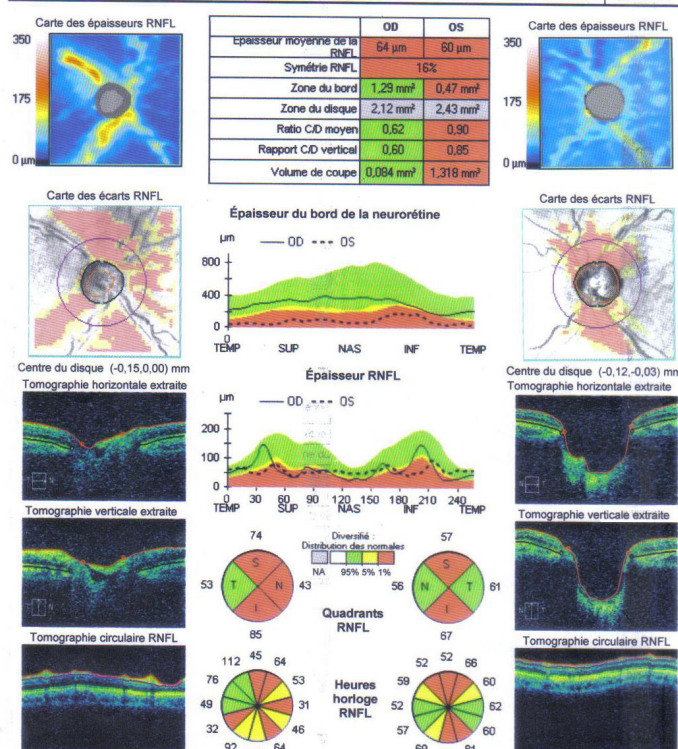 Carte des épaisseurs RNFL
350
175
0 µm
OD OS
Epaisseur moyenne de la RNFL 64 µm 60 µm
Symétrie RNFL 16%
Zone du bord 1,29 mm² 0,47 mm²
Zone du disque 2,12 mm² 2,43 mm²
Ratio C/D moyen 0,62 0,90
Rapport C/D vertical 0,60 0,85
Volume de coupe 0,084 mm³ 1,318 mm³
Carte des épaisseurs RNFL
350
175
0 µm
Carte des écarts RNFL
Centre du disque (-0,15,0,00) mm
Tomographie horizontale extraite
T N
Tomographie verticale extraite
Tomographie circulaire RNFL
Épaisseur du bord de la neurorétine
µm OD OS
800
400
0
TEMP SUP NAS INF TEMP
Épaisseur RNFL
µm OD OS
200
100
0
0 30 60 90 120 150 180 210 240
TEMP SUP NAS INF TEMP
Diversifié :
Distribution des normales
NA 95% 5% 1%
74
53 T S N I 43
85
Quadrants
RNFL
57
56 N S T I 61
67
112 45 64
76 53
49 31
32 46
92 64
Heures
horloge
RNFL
52 52 66
59 60
52 62
57 60
69 61
Carte des écarts RNFL
Centre du disque (-0,12,-0,03) mm
Tomographie horizontale extraite
Tomographie verticale extraite
Tomographie circulaire RNFL